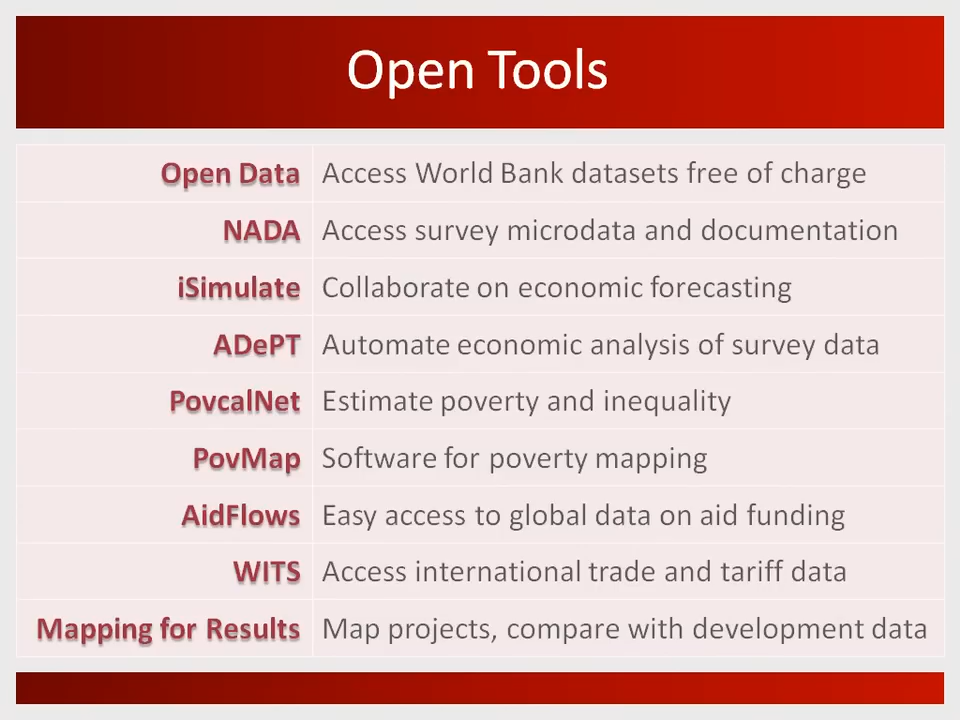 Open Tools
Open Data Access World Bank datasets free of charge
NADA Access survey microdata and documentation
iSimulate Collaborate on economic forecasting
ADePT Automate economic analysis of survey data
PovcalNet Estimate poverty and inequality
PovMap Software for poverty mapping
AidFlows Easy access to global data on aid funding
WITS Access international trade and tariff data
Mapping for Results Map projects, compare with development data